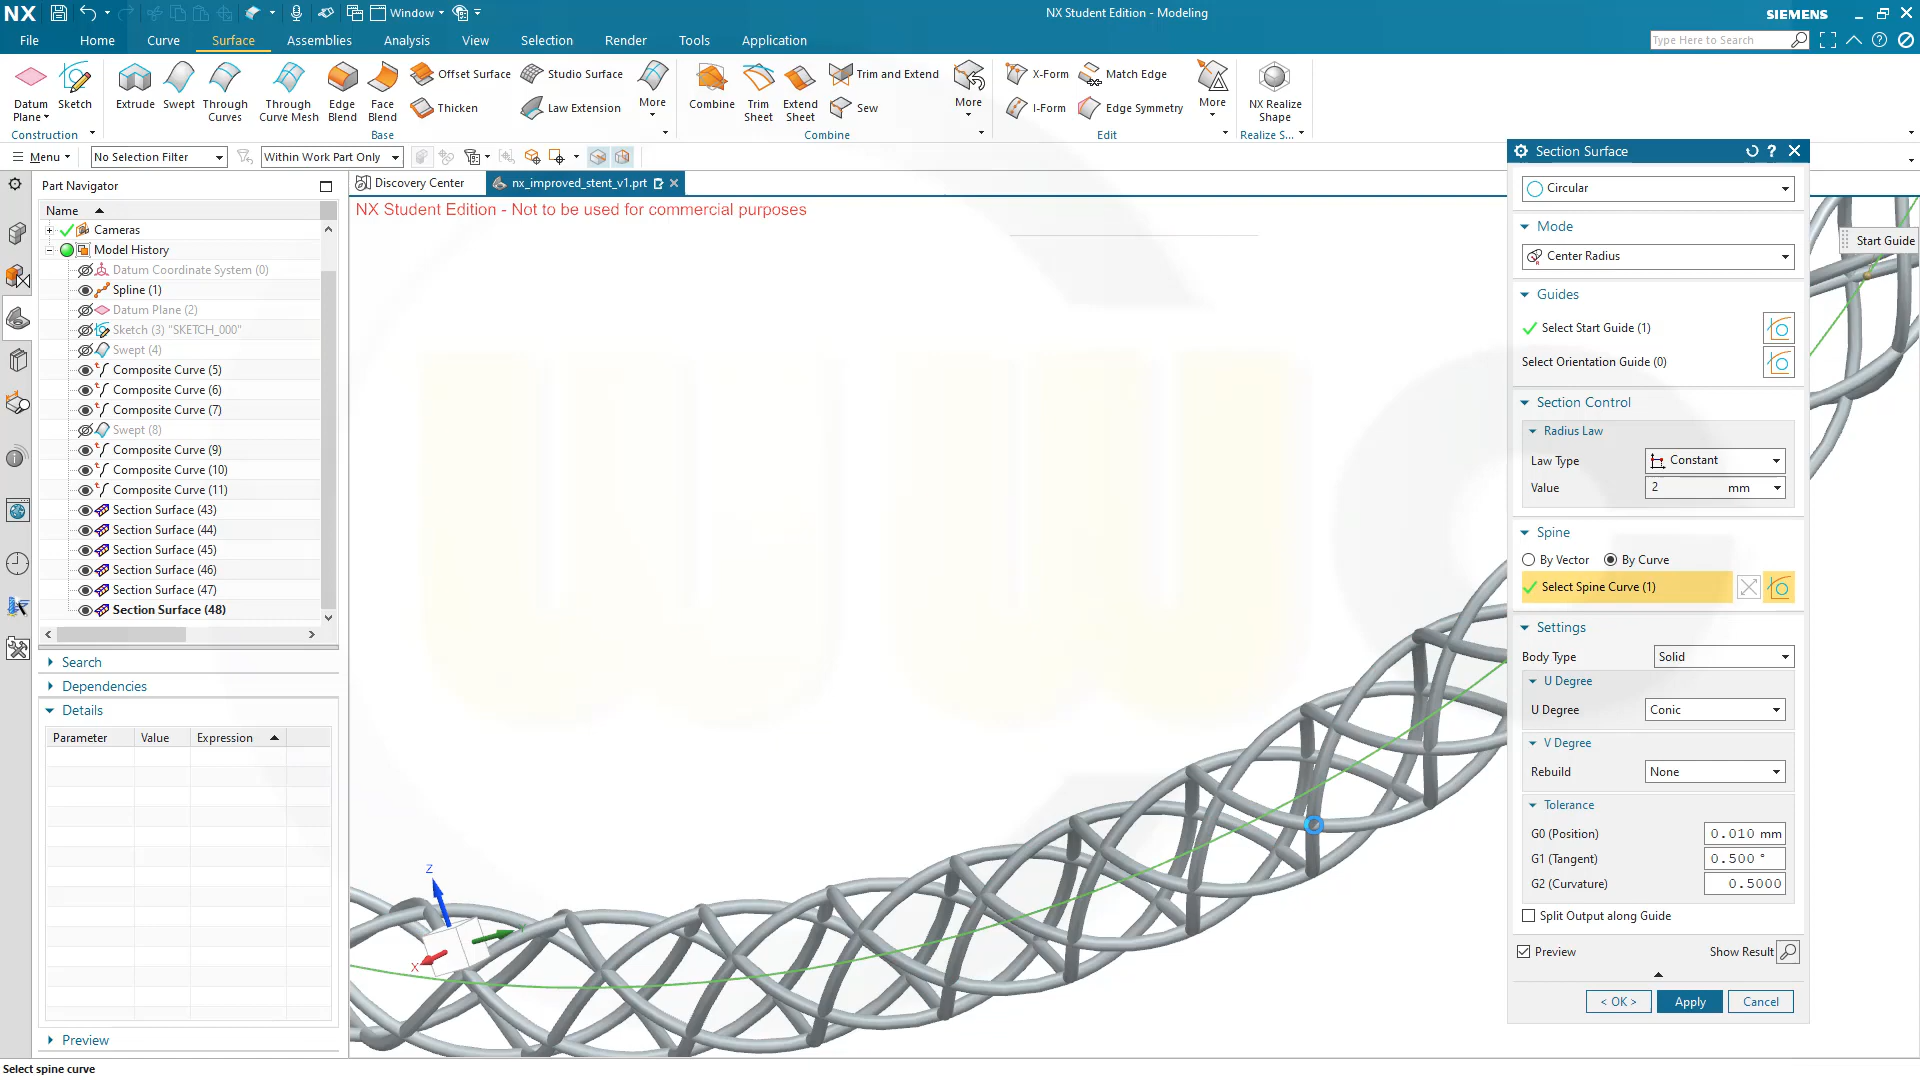 NX
Window
NX Student Edition - Modeling
SIEMENS
File
Home
Curve
Surface
Assemblies
Analysis
View
Selection
Render
Tools
Application
Type Here to Search
Datum Plane
Sketch
Construction
Extrude
Swept
Through Curves
Through Curve Mesh
Edge Blend
Face Blend
Offset Surface
Thicken
Studio Surface
Law Extension
More
Base
Combine
Trim Sheet
Extend Sheet
Trim and Extend
Sew
More
Combine
X-Form
I-Form
Match Edge
Edge Symmetry
More
Edit
NX Realize Shape
Realize S...
Menu
No Selection Filter
Within Work Part Only
Part Navigator
Name
Cameras
Model History
Datum Coordinate System (0)
Spline (1)
Datum Plane (2)
Sketch (3) "SKETCH_000"
Swept (4)
Composite Curve (5)
Composite Curve (6)
Composite Curve (7)
Swept (8)
Composite Curve (9)
Composite Curve (10)
Composite Curve (11)
Section Surface (43)
Section Surface (44)
Section Surface (45)
Section Surface (46)
Section Surface (47)
Section Surface (48)
Search
Dependencies
Details
Parameter Value Expression
Preview
Select spine curve
Discovery Center
nx_improved_stent_v1.prt
NX Student Edition - Not to be used for commercial purposes
Z
X
Start Guide
Section Surface
Circular
Mode
Center Radius
Guides
Select Start Guide (1)
Select Orientation Guide (0)
Section Control
Radius Law
Law Type Constant
Value 2 mm
Spine
By Vector By Curve
Select Spine Curve (1)
Settings
Body Type Solid
U Degree
U Degree Conic
V Degree
Rebuild None
Tolerance
G0 (Position) 0.010 mm
G1 (Tangent) 0.500 °
G2 (Curvature) 0.5000
Split Output along Guide
Preview Show Result
< OK > Apply Cancel